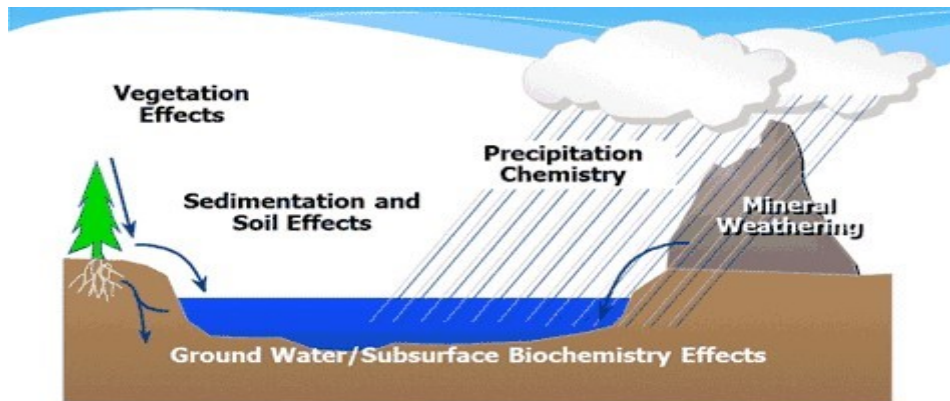 Vegetation
Effects
Precipitation
Chemistry
Sedimentation and
Soil Effects
Mineral
Weathering
Ground Water/Subsurface Biochemistry Effects